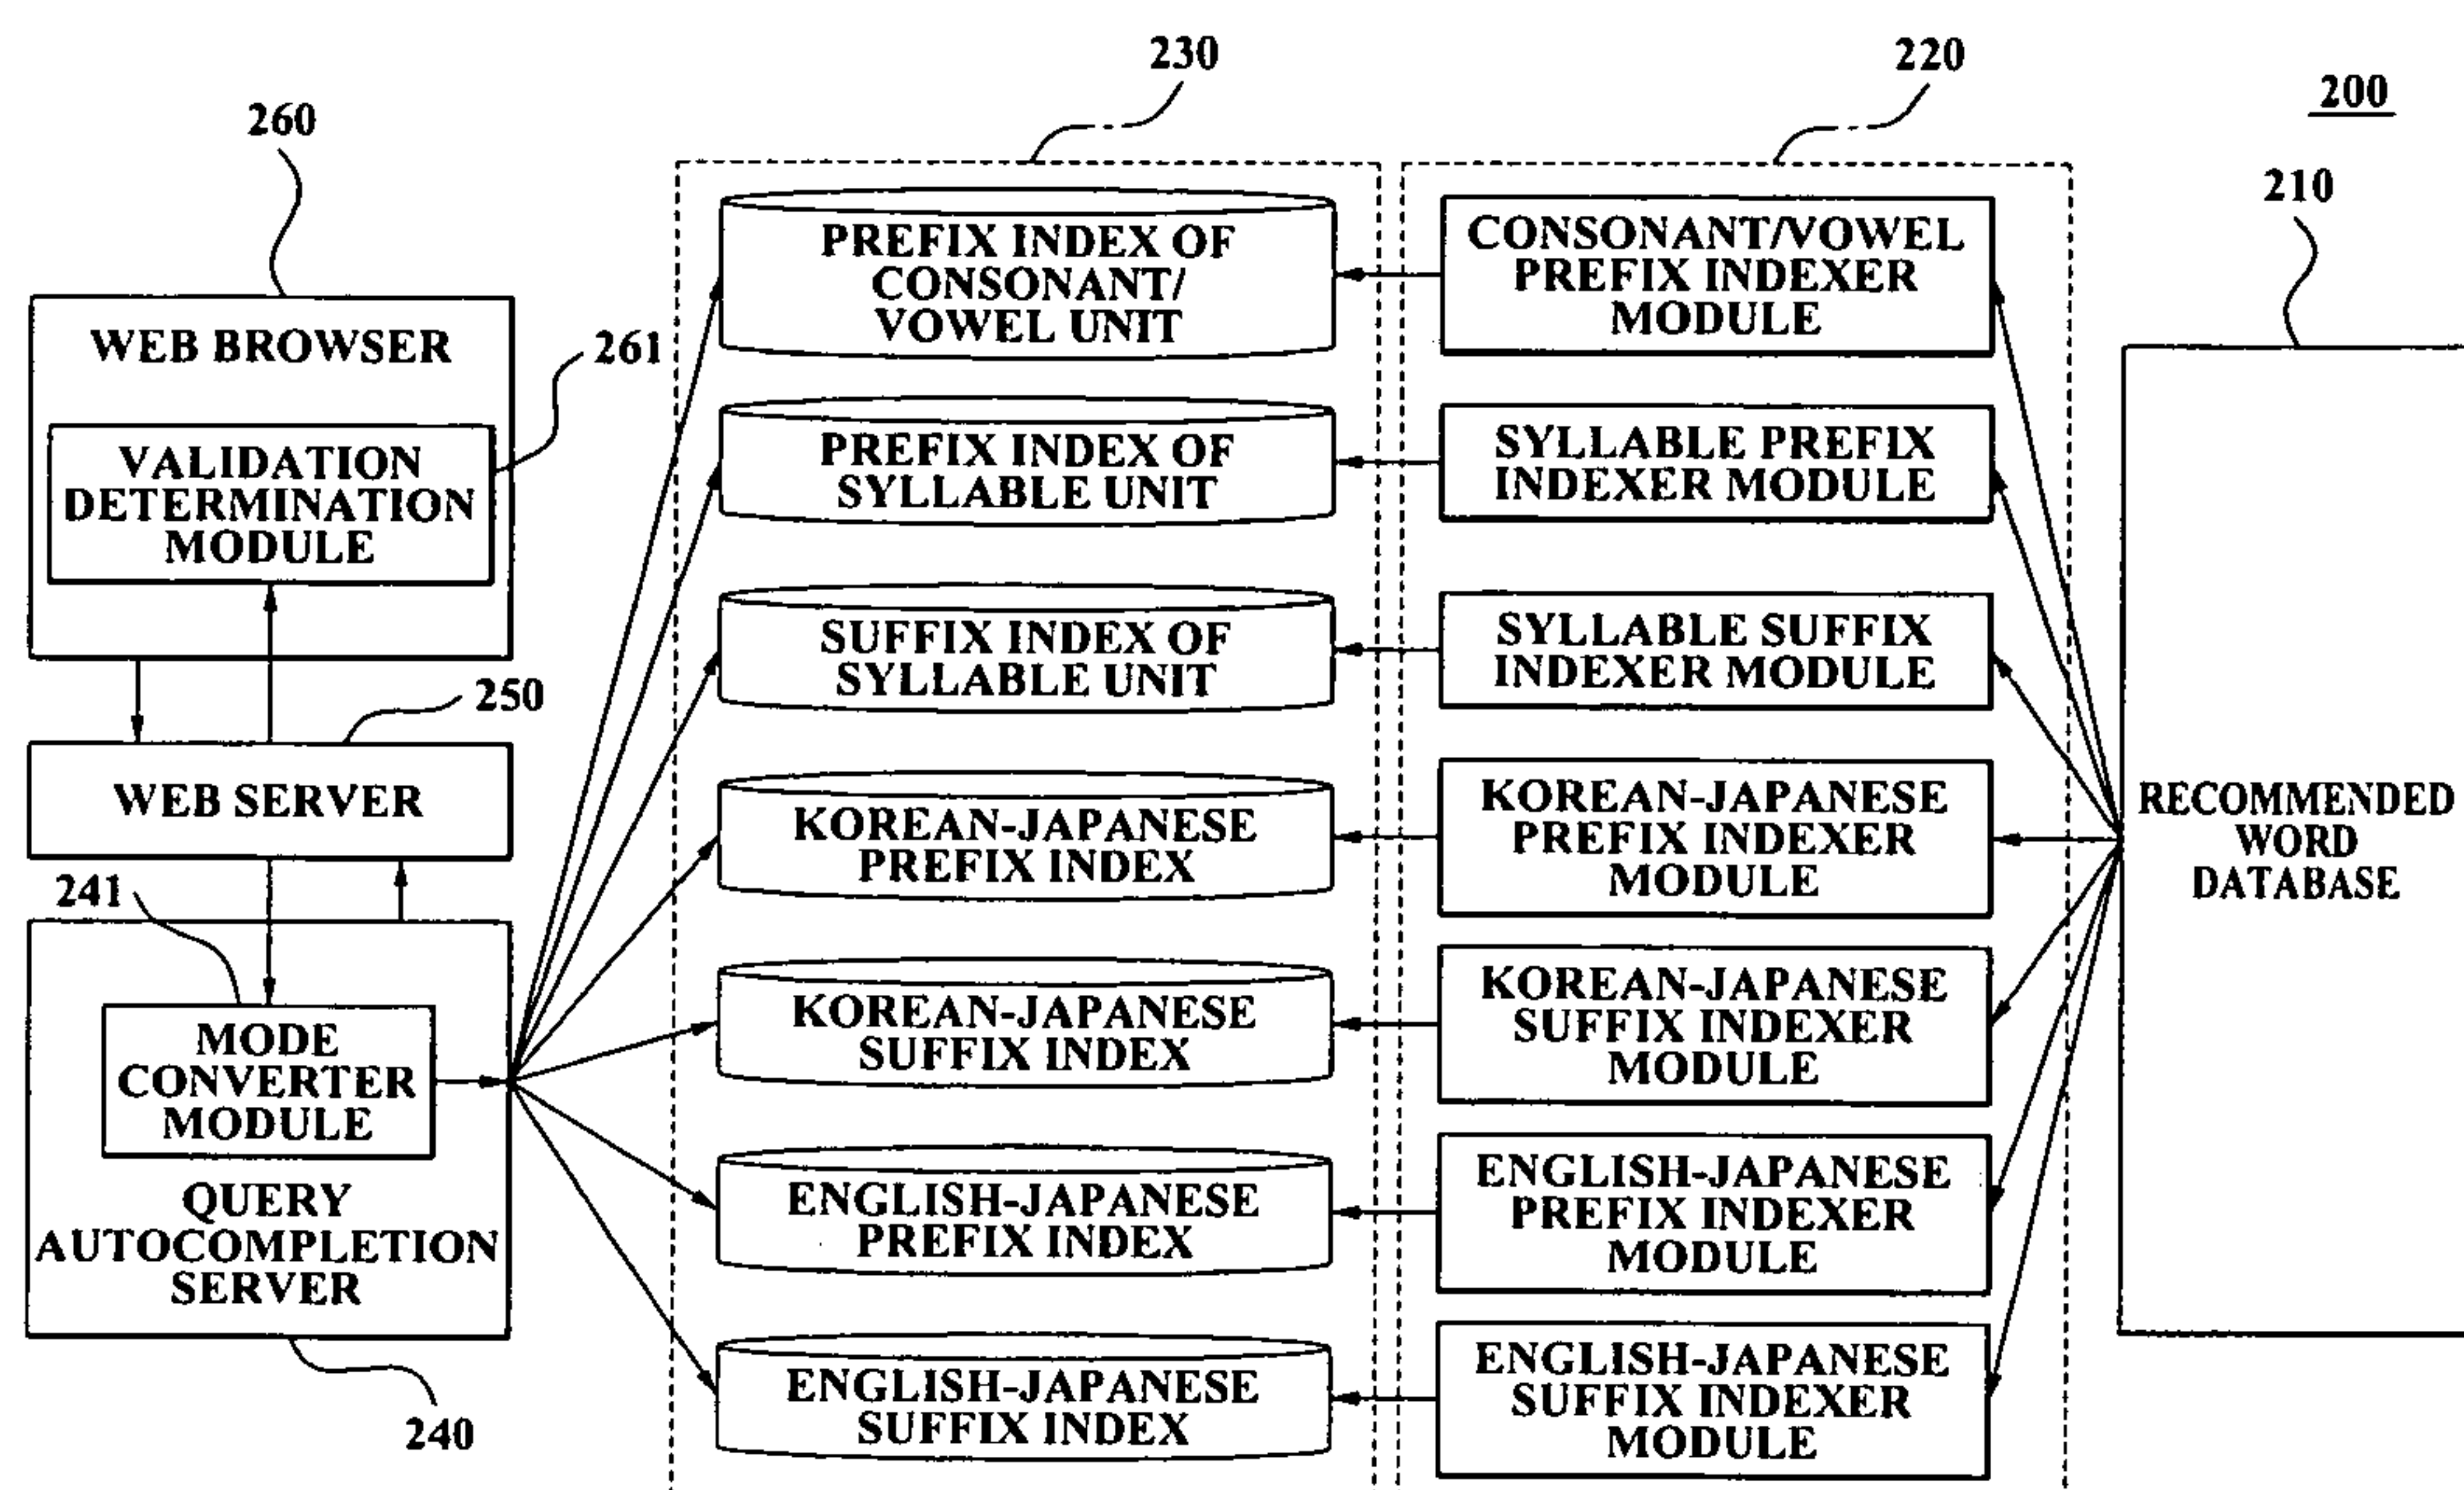 230
220
200
260
210
WEB BROWSER
261
VALIDATION
DETERMINATION
MODULE
250
WEB SERVER
241
MODE
CONVERTER
MODULE
QUERY
AUTOCOMPLETION
SERVER
240
PREFIX INDEX OF
CONSONANT/
VOWEL UNIT
PREFIX INDEX OF
SYLLABLE UNIT
SUFFIX INDEX OF
SYLLABLE UNIT
KOREAN-JAPANESE
PREFIX INDEX
KOREAN-JAPANESE
SUFFIX INDEX
ENGLISH-JAPANESE
PREFIX INDEX
ENGLISH-JAPANESE
SUFFIX INDEX
CONSONANT/VOWEL
PREFIX INDEXER
MODULE
SYLLABLE PREFIX
INDEXER MODULE
SYLLABLE SUFFIX
INDEXER MODULE
KOREAN-JAPANESE
PREFIX INDEXER
MODULE
KOREAN-JAPANESE
SUFFIX INDEXER
MODULE
ENGLISH-JAPANESE
PREFIX INDEXER
MODULE
ENGLISH-JAPANESE
SUFFIX INDEXER
MODULE
RECOMMENDED
WORD
DATABASE